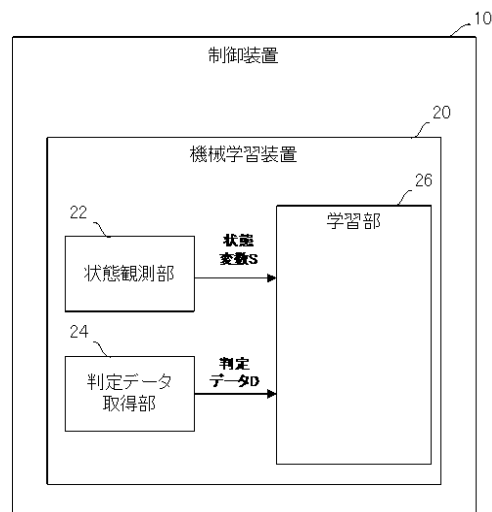 10
制御装置
20
機械学習装置
26
学習部
22
状態観測部
状態
変数S
24
判定データ
取得部
判定
データD